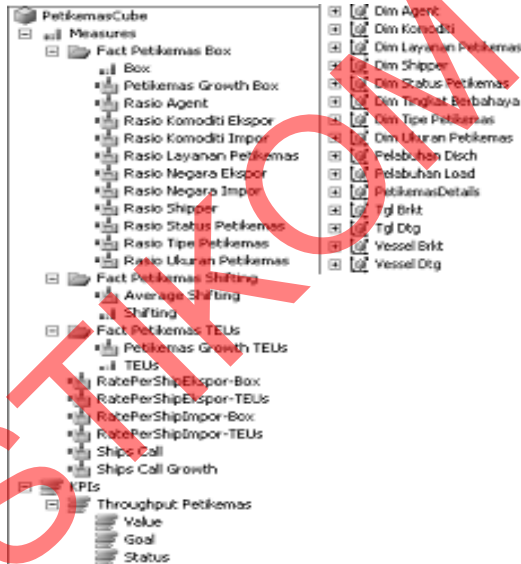 PetikemasCube
Measures
Fact Petikemas Box
Box
Petikemas Growth Box
Rasio Agent
Rasio Komoditi Ekspor
Rasio Komoditi Impor
Rasio Layanan Petikemas
Rasio Negara Ekspor
Rasio Negara Impor
Rasio Shipper
Rasio Status Petikemas
Rasio Tipe Petikemas
Rasio Ukuran Petikemas
Fact Petikemas Shifting
Average Shifting
Shifting
Fact Petikemas TEUs
Petikemas Growth TEUs
TEUs
RatePerShipEkspor-Box
RatePerShipEkspor-TEUs
RatePerShipImpor-Box
RatePerShipImpor-TEUs
Ships Call
Ships Call Growth
KPIs
Throughput Petikemas
Value
Goal
Status
Dim Agent
Dim Komoditi
Dim Layanan Petikemas
Dim Shipper
Dim Status Petikemas
Dim Tingkat Berbahaya
Dim Tipe Petikemas
Dim Ukuran Petikemas
Pelabuhan Disch
Pelabuhan Load
PetikemasDetails
Tgl Brkt
Tgl Dtg
Vessel Brkt
Vessel Dtg
STIKOM